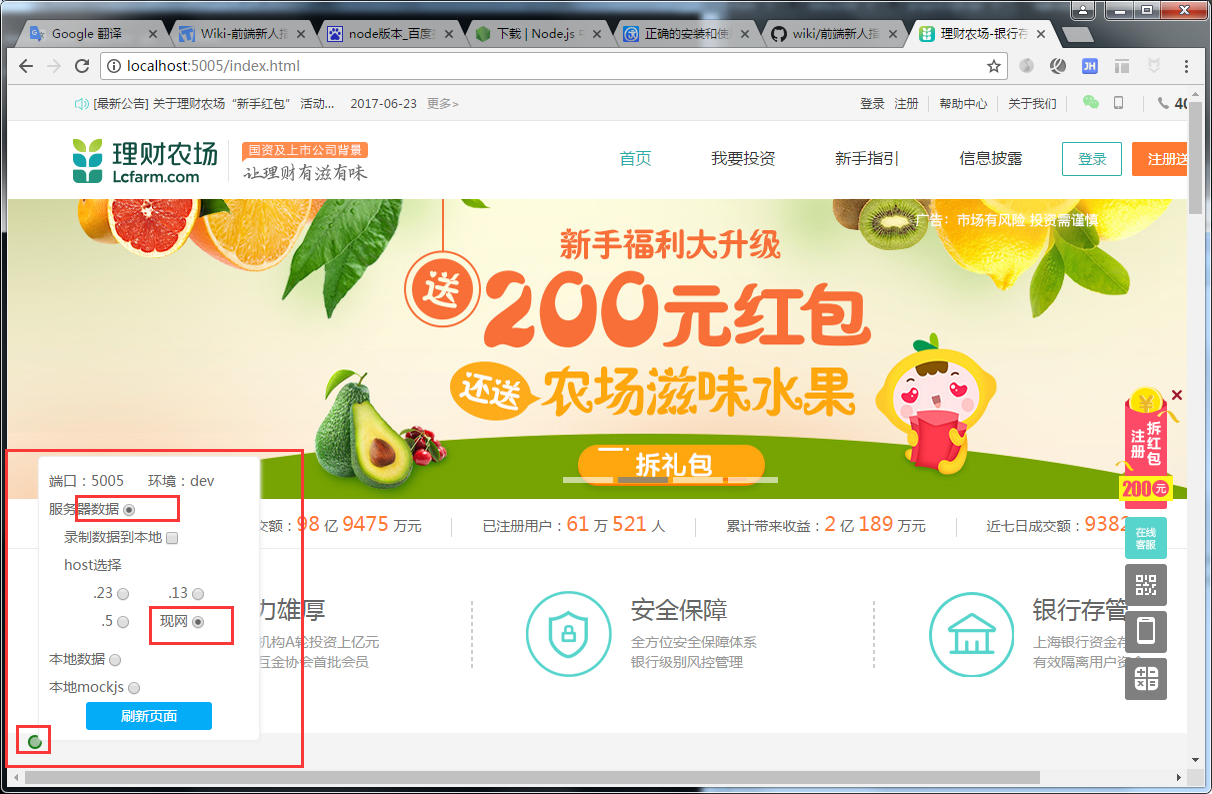 Google 翻译
Wiki-前端新人指
node版本_百度
下载 | Node.js
正确的安装和使
wiki/前端新人指
理财农场-银行存
localhost:5005/index.html
JH
[最新公告] 关于理财农场“新手红包” 活动... 2017-06-23 更多>
登录 注册 帮助中心 关于我们 40
理财农场
Lcfarm.com
国资及上市公司背景
让理财有滋有味
首页 我要投资 新手指引 信息披露 登录 注册送
广告：市场有风险 投资需谨慎
新手福利大升级
送
200元红包
还送 农场滋味水果
拆礼包
拆红包
注册
200元
在线
客服
端口：5005 环境：dev
服务器数据
录制数据到本地
host选择
.23 .13
.5 现网
本地数据
本地mockjs
刷新页面
交额：98 亿 9475 万元 已注册用户：61 万 521 人 累计带来收益：2 亿 189 万元 近七日成交额：9382
力雄厚
机构A轮投资上亿元
互金协会首批会员
安全保障
全方位安全保障体系
银行级别风控管理
银行存管
上海银行资金存
有效隔离用户资